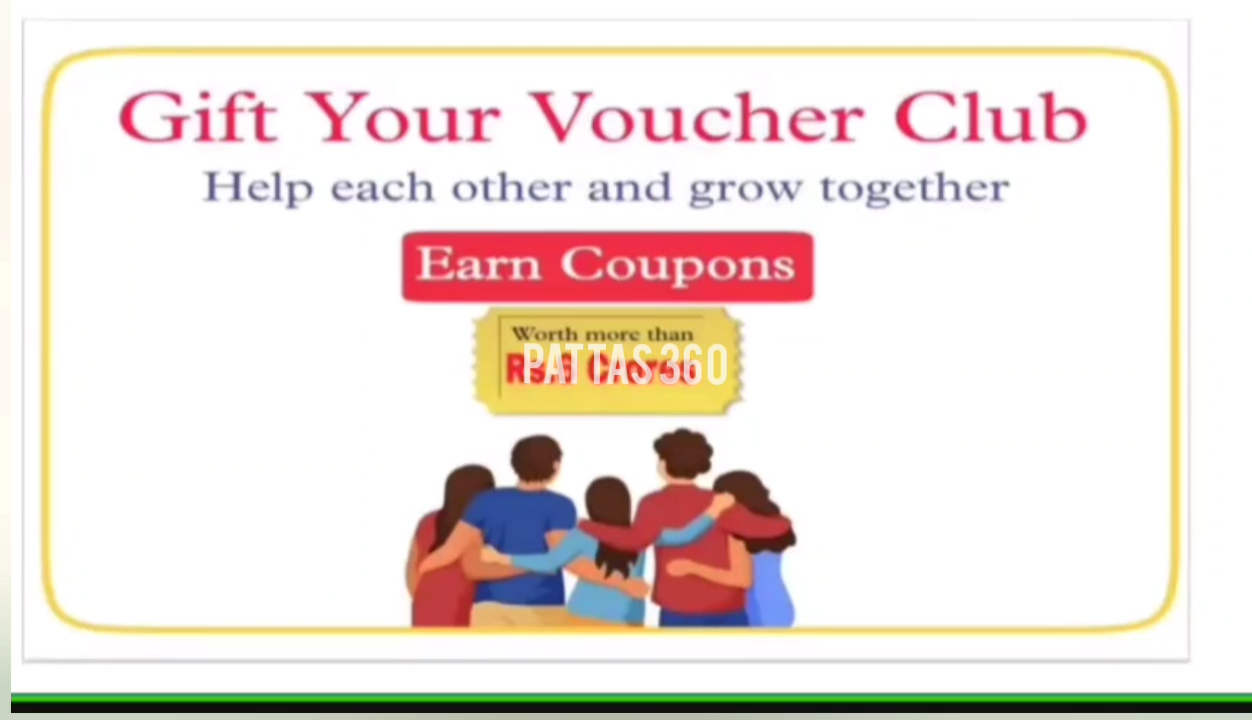 Gift Your Voucher Club
Help each other and grow together
Earn Coupons
Worth more than
PATTAS 360